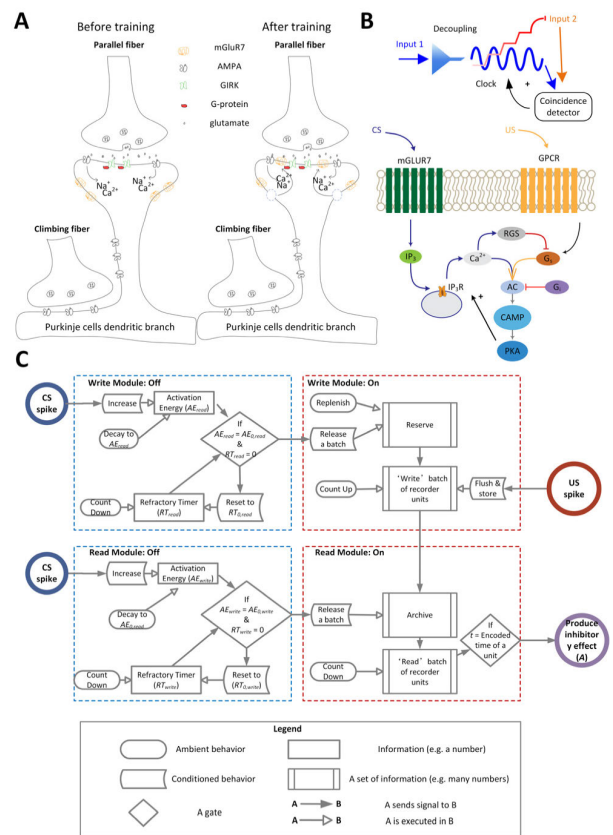 A
Before training
After training
Parallel fiber
Parallel fiber
mGluR7
AMPA
GIRK
G-protein
glutamate
Na+
Ca2+
Na+
Ca2+
Ca2+
Na+
Na+
Ca2+
Climbing fiber
Climbing fiber
Purkinje cells dendritic branch
Purkinje cells dendritic branch
B
Decoupling
Input 1
Input 2
Clock
+
Coincidence
detector
CS
US
mGLUR7
GPCR
RGS
IP3
Ca2+
Gs
IP3R
AC
Gi
+
CAMP
PKA
C
Write Module: Off
Write Module: On
CS
spike
Increase
Activation
Energy (AEread)
Decay to
AEread
If
AEread = AE0,read
&
RTread = 0
Count
Down
Refractory Timer
(RTread)
Reset to
RT0,read
Replenish
Release
a batch
Reserve
Count Up
'Write' batch
of recorder
units
Flush &
store
US
spike
Read Module: Off
Read Module: On
CS
spike
Increase
Activation
Energy (AEwrite)
Decay to
AE0,read
If
AEwrite = AE0,write
&
RTwrite = 0
Count
Down
Refractory Timer
(RTwrite)
Reset to
(RT0,write)
Release
a batch
Archive
Count
Down
'Read' batch
of recorder
units
If
t = Encoded
time of a
unit
Produce
inhibitor
y effect
(A)
Legend
Ambient behavior
Information (e.g. a number)
Conditioned behavior
A set of information (e.g. many numbers)
A gate
A B A sends signal to B
A B A is executed in B